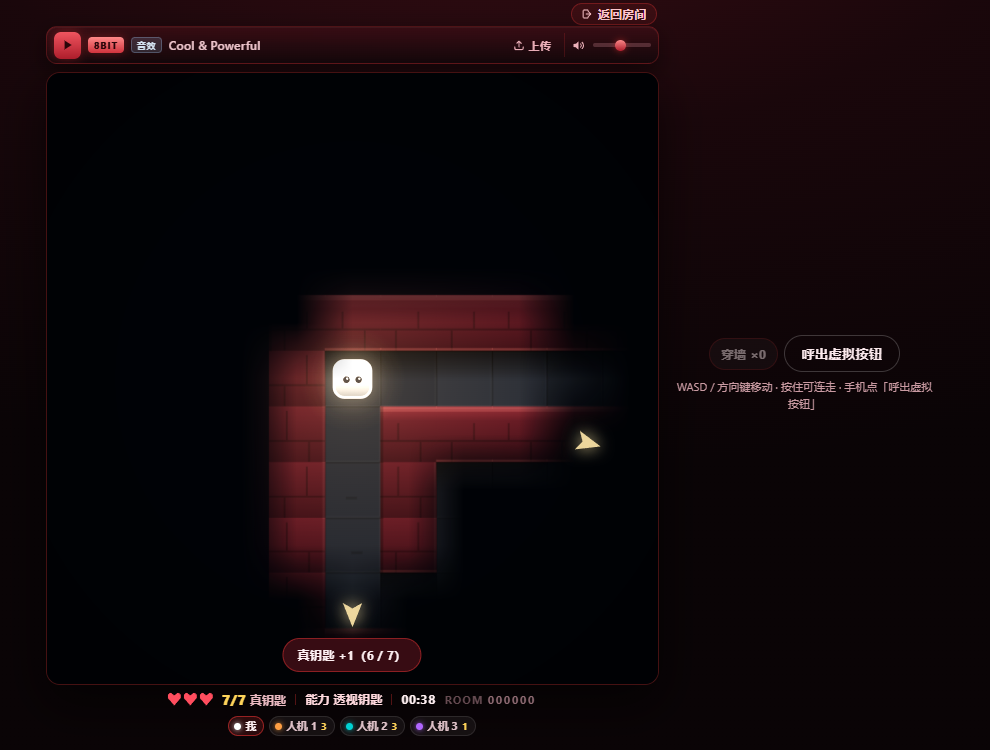 返回房间
8BIT 音效 Cool & Powerful 上传
穿墙 ×0 呼出虚拟按钮
WASD / 方向键移动 · 按住可连走 · 手机点「呼出虚拟
按钮」
真钥匙 +1（6 / 7）
7/7 真钥匙 能力 透视钥匙 00:38 ROOM 000000
我 人机 1 3 人机 2 3 人机 3 1